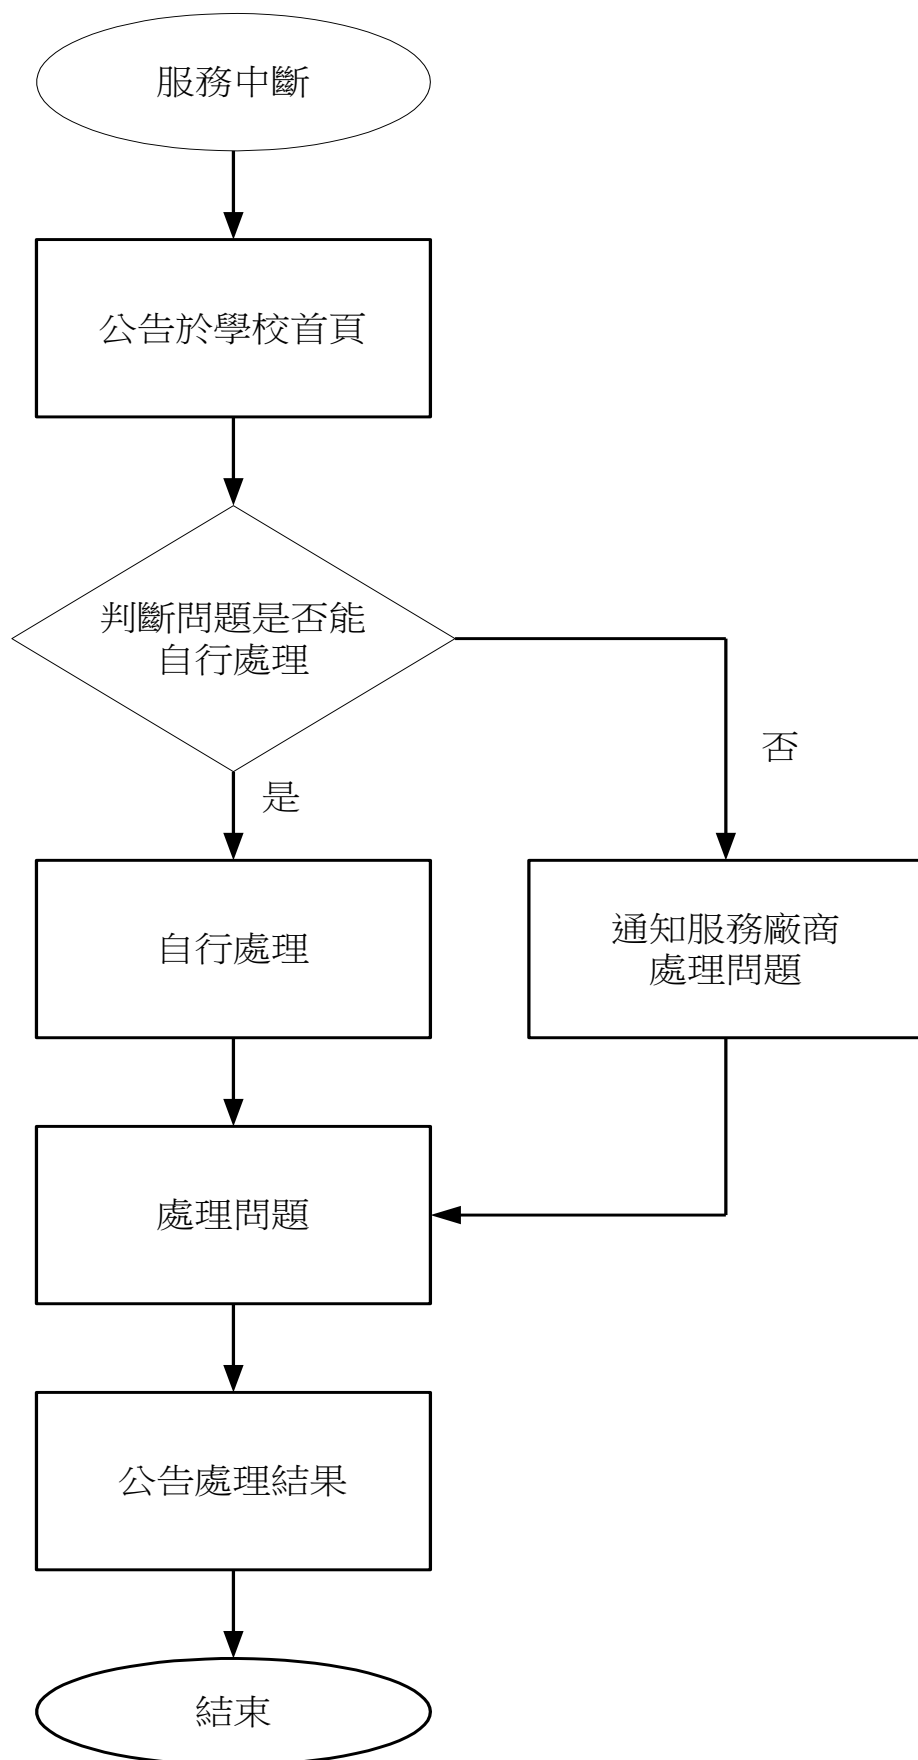 服務中斷
公告於學校首頁
判斷問題是否能
自行處理
否
是
自行處理
通知服務廠商
處理問題
處理問題
公告處理結果
結束